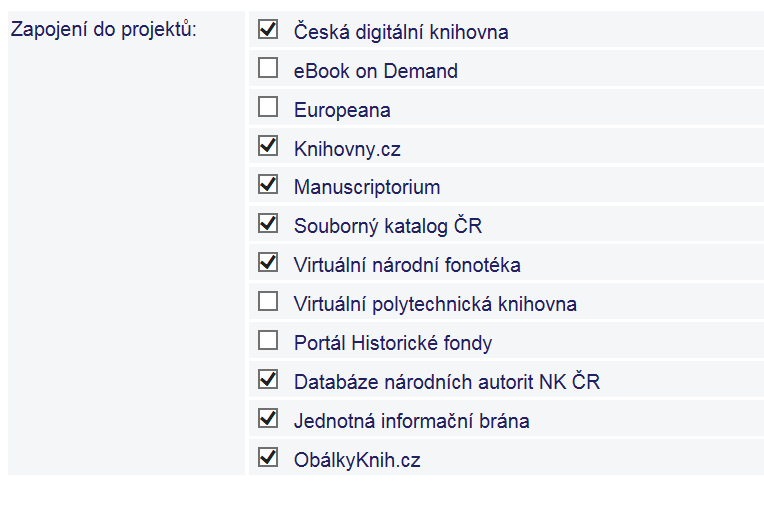 Zapojení do projektů:
Česká digitální knihovna
eBook on Demand
Europeana
Knihovny.cz
Manuscriptorium
Souborný katalog ČR
Virtuální národní fonotéka
Virtuální polytechnická knihovna
Portál Historické fondy
Databáze národních autorit NK ČR
Jednotná informační brána
ObálkyKnih.cz